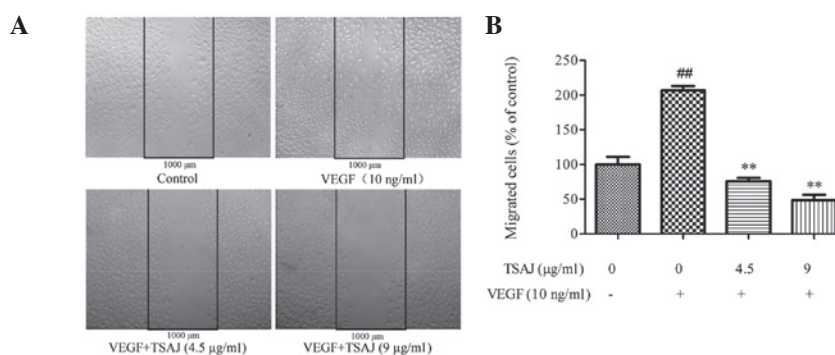 A
1000 µm
Control
1000 µm
VEGF (10 ng/ml)
1000 µm
VEGF+TSAJ (4.5 µg/ml)
1000 µm
VEGF+TSAJ (9 µg/ml)
B
Migrated cells (% of control)
250
200
150
100
50
0
##
**
**
TSAJ (µg/ml) 0 0 4.5 9
VEGF (10 ng/ml) - + + +